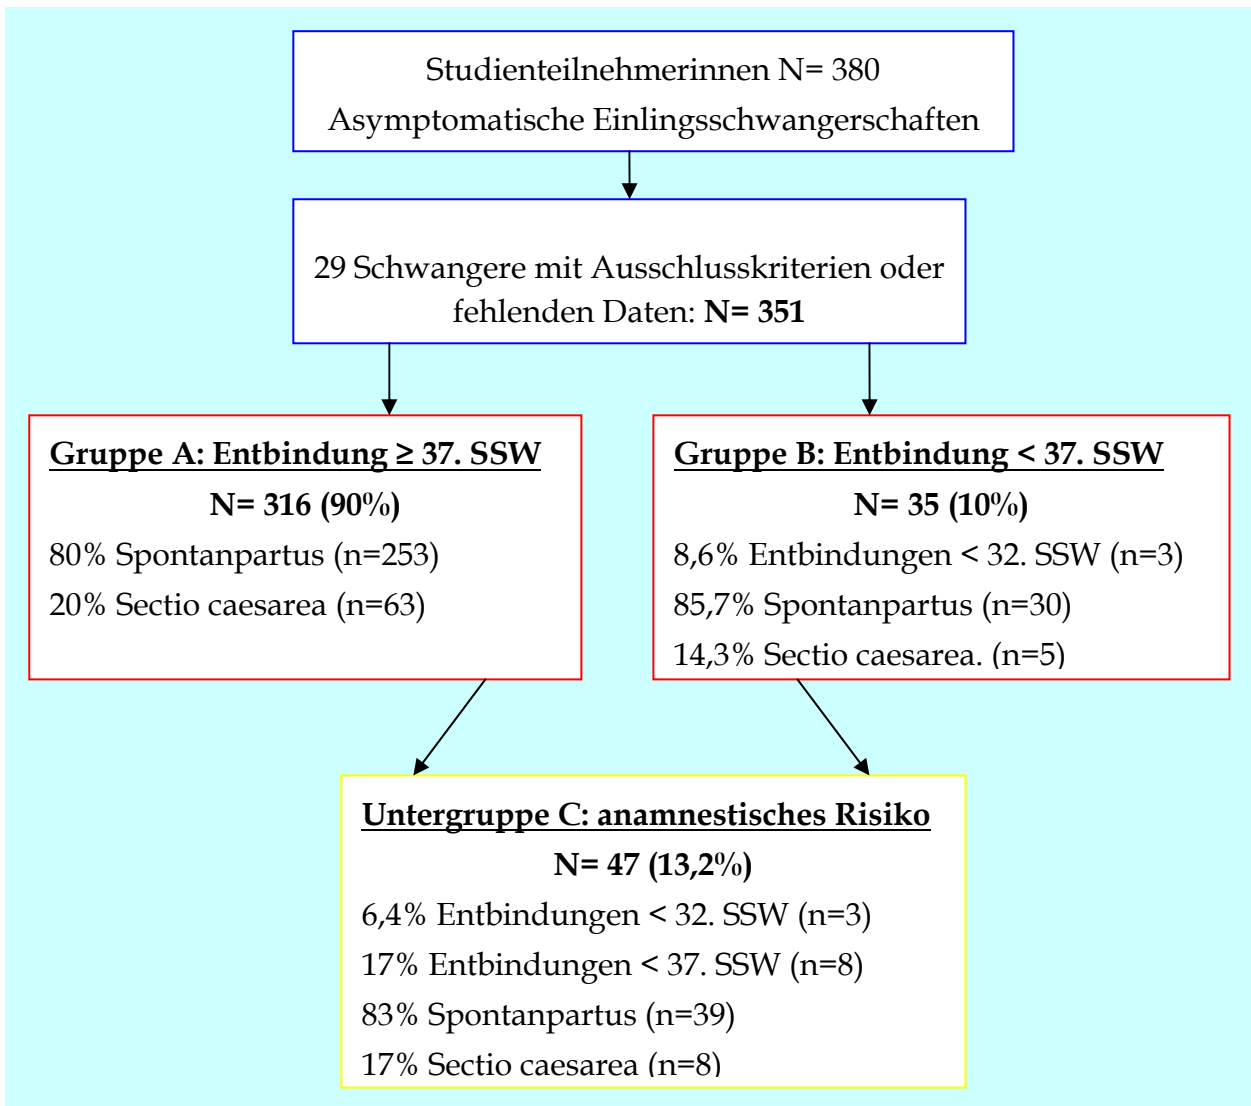 Studienteilnehmerinnen N= 380
Asymptomatische Einlingsschwangerschaften
29 Schwangere mit Ausschlusskriterien oder
fehlenden Daten: N= 351
Gruppe A: Entbindung ≥ 37. SSW
N= 316 (90%)
80% Spontanpartus (n=253)
20% Sectio caesarea (n=63)
Gruppe B: Entbindung < 37. SSW
N= 35 (10%)
8,6% Entbindungen < 32. SSW (n=3)
85,7% Spontanpartus (n=30)
14,3% Sectio caesarea. (n=5)
Untergruppe C: anamnestisches Risiko
N= 47 (13,2%)
6,4% Entbindungen < 32. SSW (n=3)
17% Entbindungen < 37. SSW (n=8)
83% Spontanpartus (n=39)
17% Sectio caesarea (n=8)